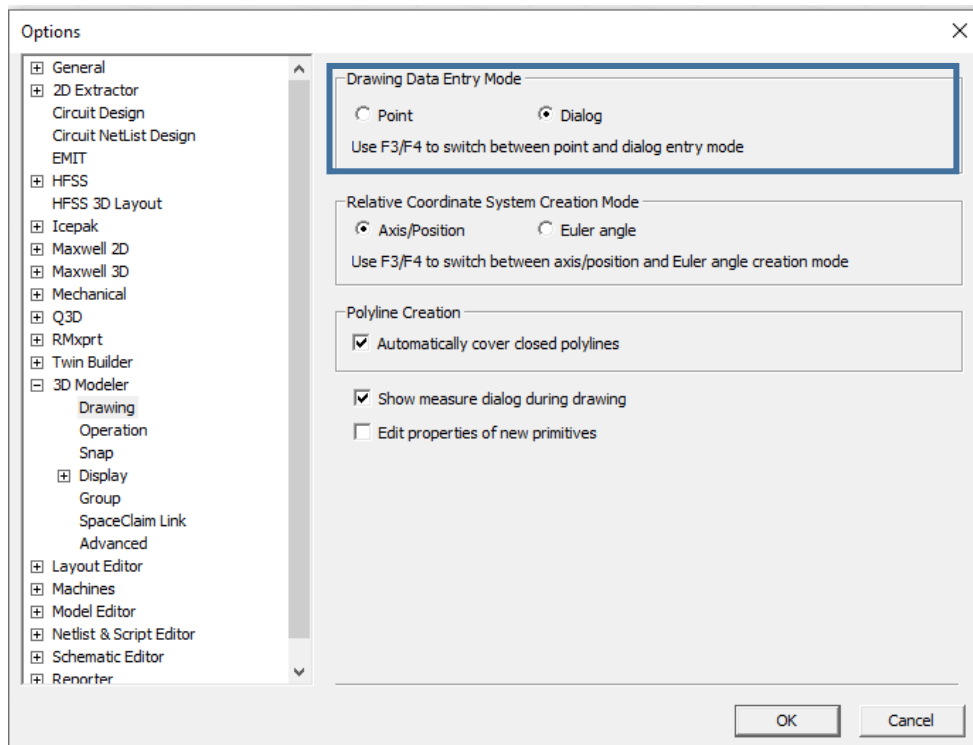 Options
General
2D Extractor
Circuit Design
Circuit NetList Design
EMIT
HFSS
HFSS 3D Layout
Icepak
Maxwell 2D
Maxwell 3D
Mechanical
Q3D
RMxprt
Twin Builder
3D Modeler
Drawing
Operation
Snap
Display
Group
SpaceClaim Link
Advanced
Layout Editor
Machines
Model Editor
Netlist & Script Editor
Schematic Editor
Reporter
Drawing Data Entry Mode
Point Dialog
Use F3/F4 to switch between point and dialog entry mode
Relative Coordinate System Creation Mode
Axis/Position Euler angle
Use F3/F4 to switch between axis/position and Euler angle creation mode
Polyline Creation
Automatically cover closed polylines
Show measure dialog during drawing
Edit properties of new primitives
OK Cancel